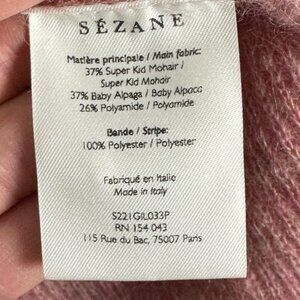 SÉZANE
Matière principale / Main fabric:
37% Super Kid Mohair /
Super Kid Mohair
37% Baby Alpaga / Baby Alpaca
26% Polyamide / Polyamide
Bande / Stripe:
100% Polyester / Polyester
Fabriqué en Italie
Made in Italy
S221GIL033P
RN 154 043
115 Rue du Bac, 75007 Paris